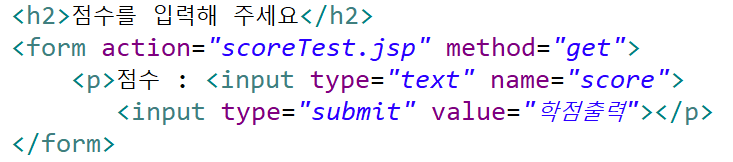 <h2>점수를 입력해 주세요</h2>
<form action="scoreTest.jsp" method="get">
<p>점수 : <input type="text" name="score">
<input type="submit" value="학점출력"></p>
</form>